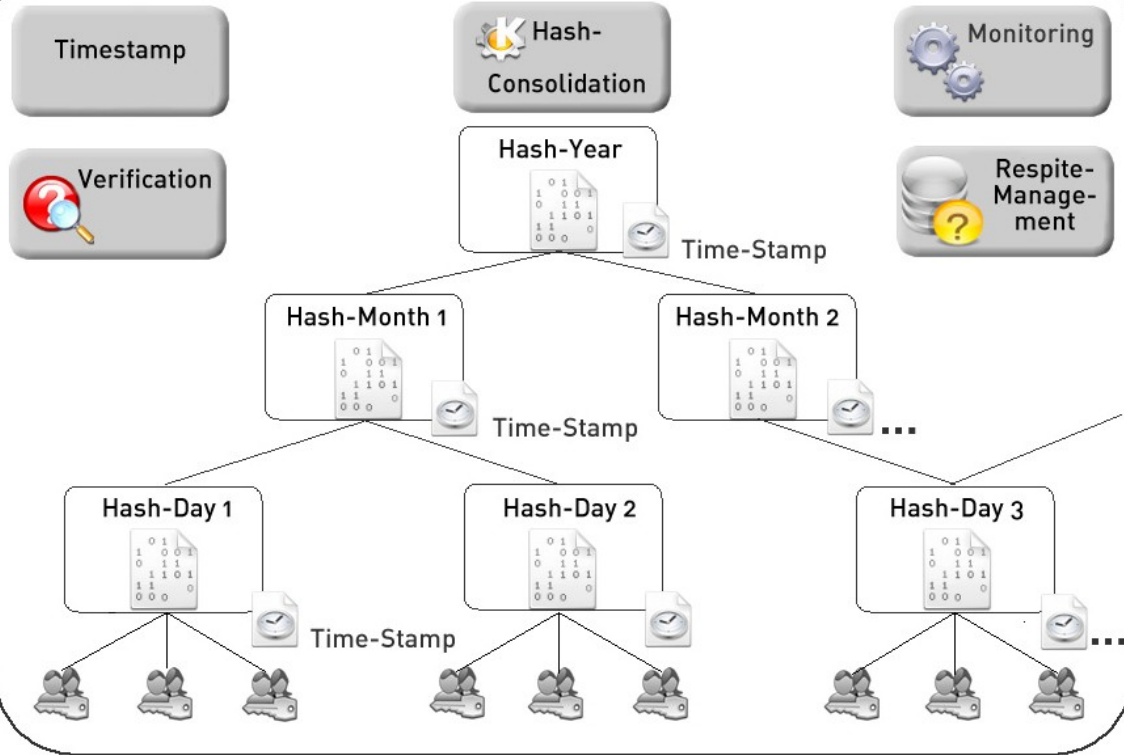 Timestamp
Hash-
Consolidation
Monitoring
Verification
Respite-
Manage-
ment
Hash-Year
Time-Stamp
Hash-Month 1
Time-Stamp
Hash-Month 2
...
Hash-Day 1
Time-Stamp
Hash-Day 2
Hash-Day 3
...